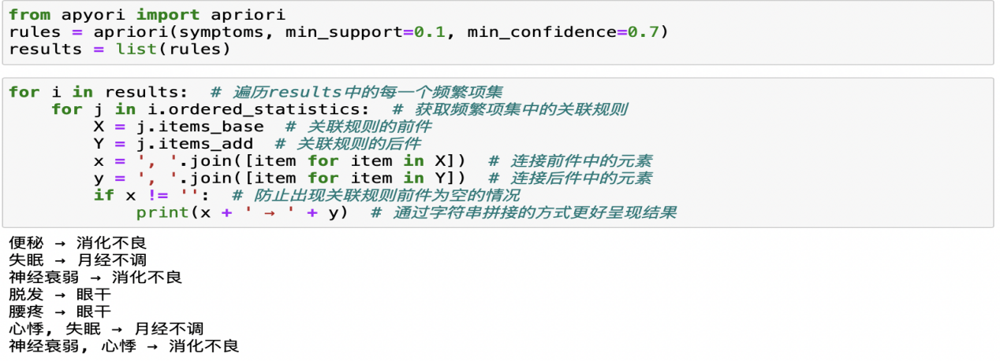 from apyori import apriori
rules = apriori(symptoms, min_support=0.1, min_confidence=0.7)
results = list(rules)
for i in results:  # 遍历results中的每一个频繁项集
    for j in i.ordered_statistics:  # 获取频繁项集中的关联规则
        X = j.items_base  # 关联规则的前件
        Y = j.items_add  # 关联规则的后件
        x = ', '.join([item for item in X])  # 连接前件中的元素
        y = ', '.join([item for item in Y])  # 连接后件中的元素
        if x != '':  # 防止出现关联规则前件为空的情况
            print(x + ' → ' + y)  # 通过字符串拼接的方式更好呈现结果
便秘 → 消化不良
失眠 → 月经不调
神经衰弱 → 消化不良
脱发 → 眼干
腰疼 → 眼干
心悸, 失眠 → 月经不调
神经衰弱, 心悸 → 消化不良